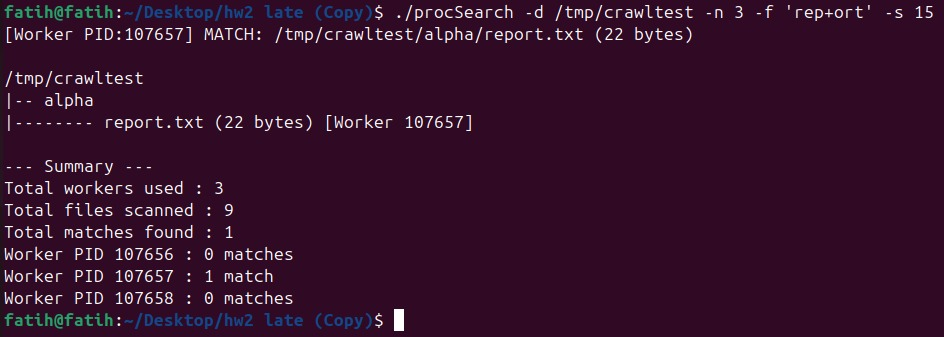 fatih@fatih:~/Desktop/hw2 late (Copy)$ ./procSearch -d /tmp/crawltest -n 3 -f 'rep+ort' -s 15
[Worker PID:107657] MATCH: /tmp/crawltest/alpha/report.txt (22 bytes)
/tmp/crawltest
|-- alpha
|-------- report.txt (22 bytes) [Worker 107657]
--- Summary ---
Total workers used : 3
Total files scanned : 9
Total matches found : 1
Worker PID 107656 : 0 matches
Worker PID 107657 : 1 match
Worker PID 107658 : 0 matches
fatih@fatih:~/Desktop/hw2 late (Copy)$